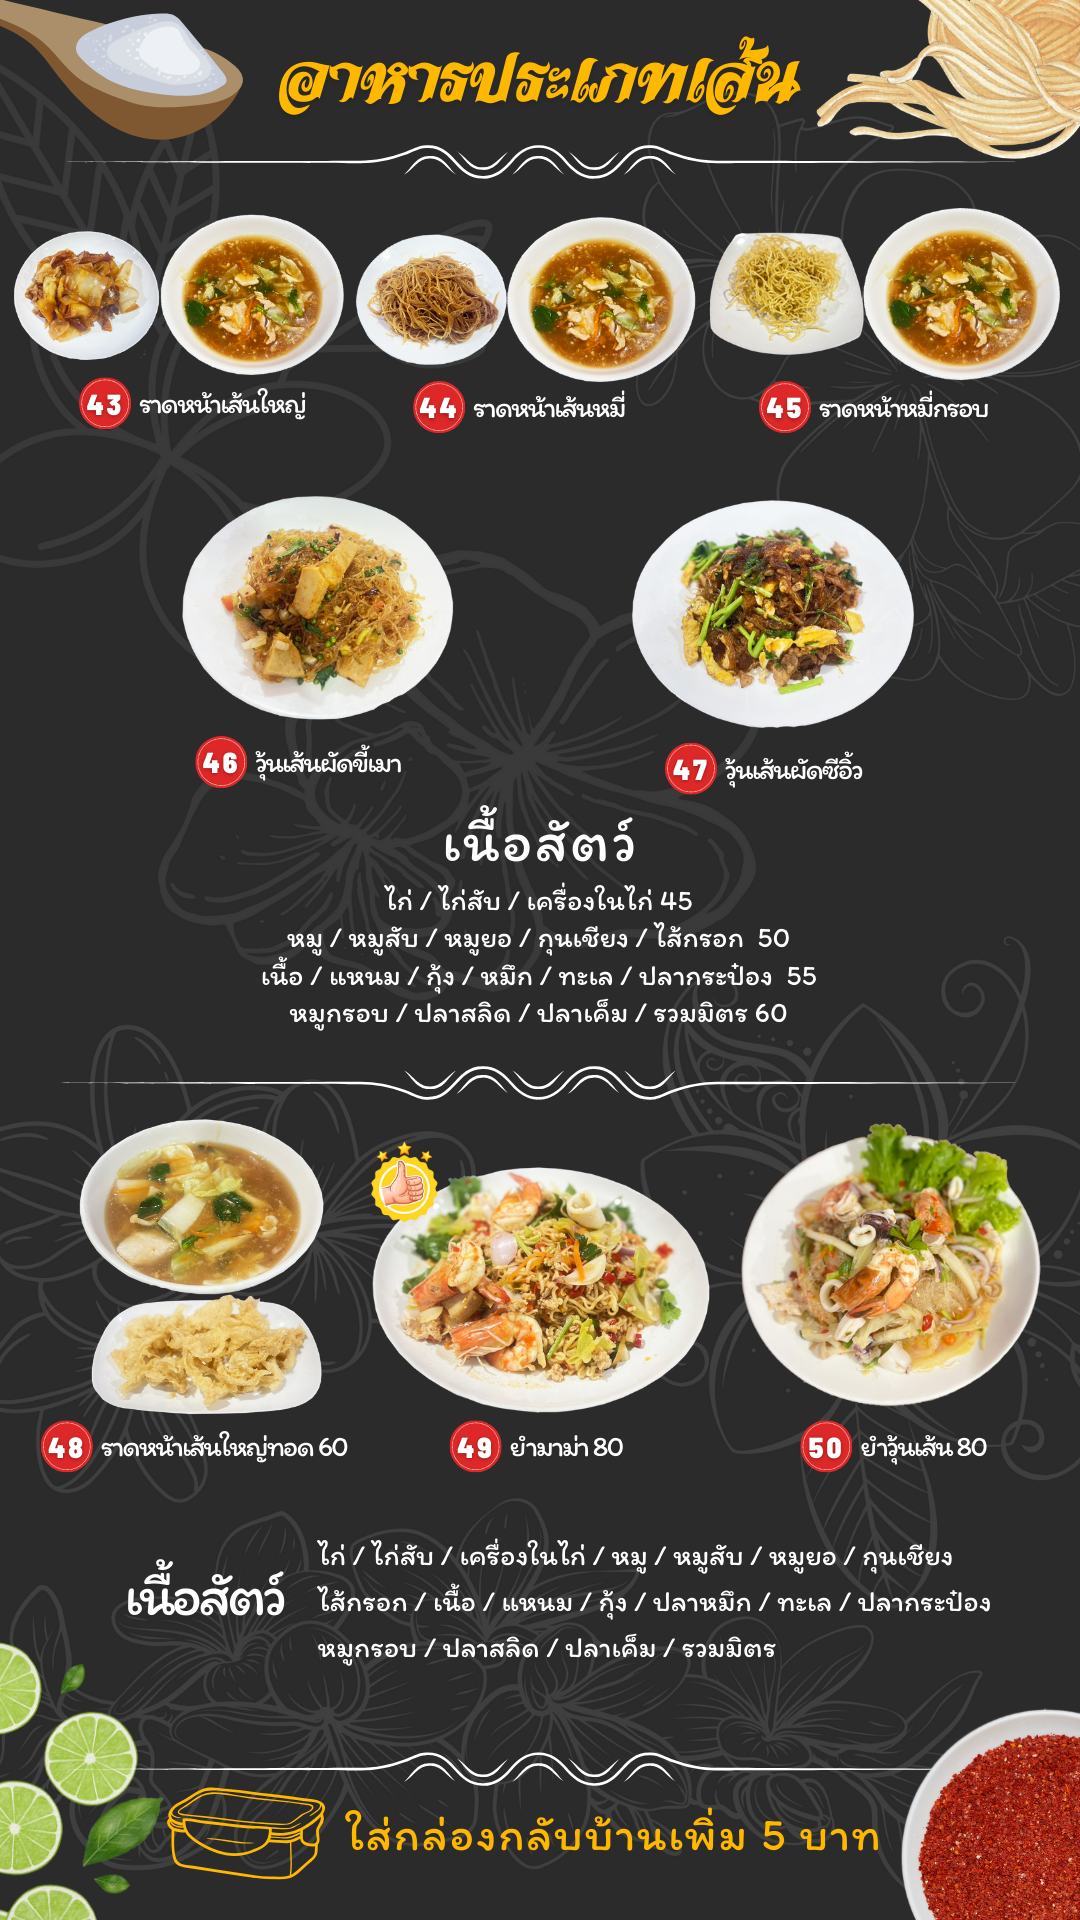 อาหารประเภทเส้น
43 ราดหน้าเส้นใหญ่
44 ราดหน้าเส้นหมี่
45 ราดหน้าหมี่กรอบ
46 วุ้นเส้นผัดขี้เมา
47 วุ้นเส้นผัดซีอิ้ว
เนื้อสัตว์
ไก่ / ไก่สับ / เครื่องในไก่ 45
หมู / หมูสับ / หมูยอ / กุนเชียง / ไส้กรอก 50
เนื้อ / แหนม / กุ้ง / หมึก / ทะเล / ปลากระป๋อง 55
หมูกรอบ / ปลาสลิด / ปลาเค็ม / รวมมิตร 60
48 ราดหน้าเส้นใหญ่ทอด 60
49 ยำมาม่า 80
50 ยำวุ้นเส้น 80
เนื้อสัตว์
ไก่ / ไก่สับ / เครื่องในไก่ / หมู / หมูสับ / หมูยอ / กุนเชียง
ไส้กรอก / เนื้อ / แหนม / กุ้ง / ปลาหมึก / ทะเล / ปลากระป๋อง
หมูกรอบ / ปลาสลิด / ปลาเค็ม / รวมมิตร
ใส่กล่องกลับบ้านเพิ่ม 5 บาท